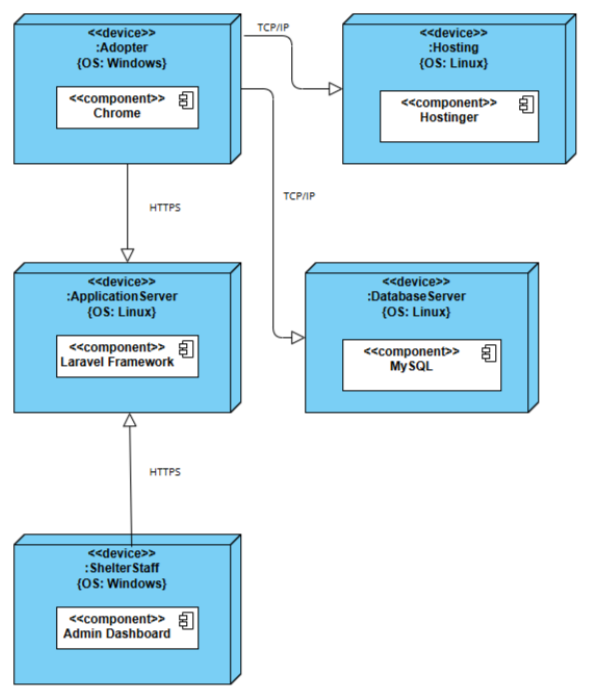 <<device>>
:Adopter
{OS: Windows}
<<component>>
Chrome
TCP/IP
<<device>>
:Hosting
{OS: Linux}
<<component>>
Hostinger
HTTPS
TCP/IP
<<device>>
:ApplicationServer
{OS: Linux}
<<component>>
Laravel Framework
<<device>>
:DatabaseServer
{OS: Linux}
<<component>>
MySQL
HTTPS
<<device>>
:ShelterStaff
{OS: Windows}
<<component>>
Admin Dashboard